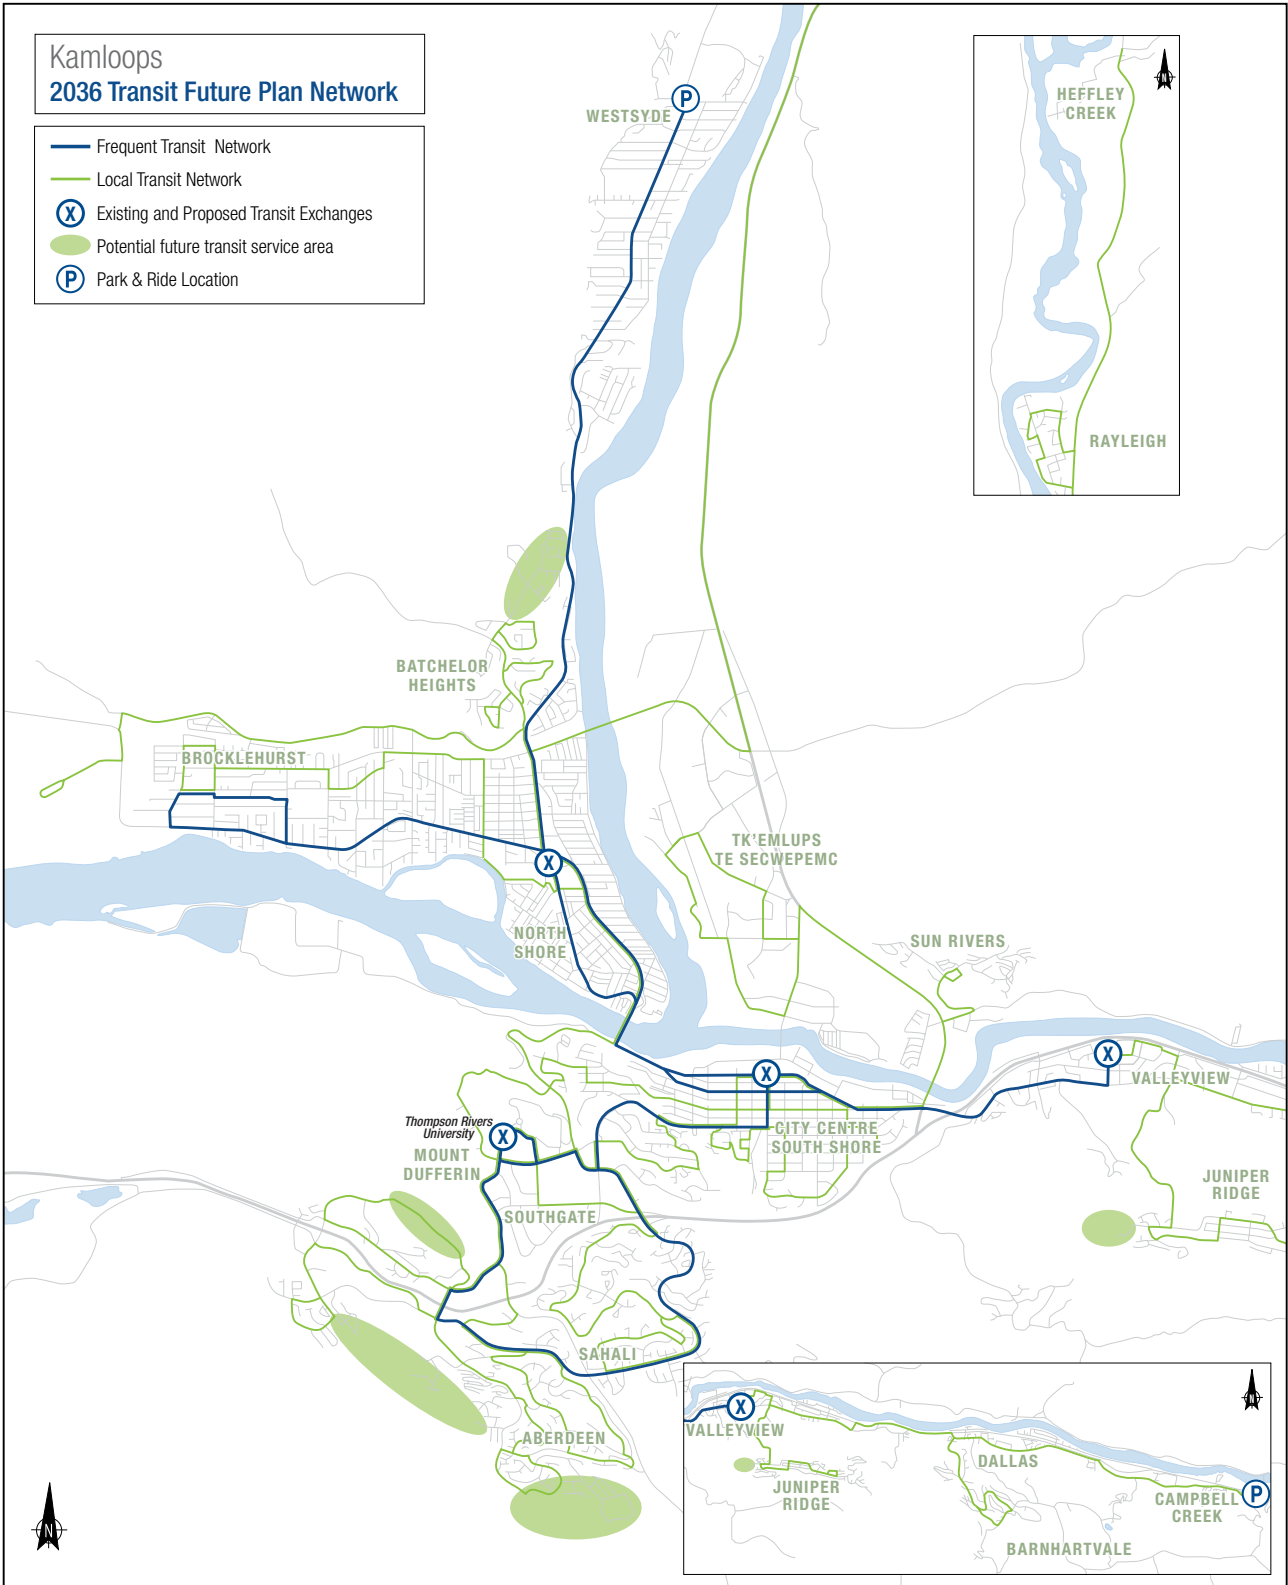 Kamloops
2036 Transit Future Plan Network
Frequent Transit Network
Local Transit Network
X Existing and Proposed Transit Exchanges
Potential future transit service area
P Park & Ride Location
P
WESTSYDE
N
HEFFLEY
CREEK
RAYLEIGH
BATCHELOR
HEIGHTS
BROCKLEHURST
TK'EMLUPS
TE SECWEPEMC
X
NORTH
SHORE
SUN RIVERS
X
X
VALLEYVIEW
Thompson Rivers
University
X
MOUNT
DUFFERIN
CITY CENTRE
SOUTH SHORE
JUNIPER
RIDGE
SOUTHGATE
SAHALI
ABERDEEN
N
N
X
VALLEYVIEW
JUNIPER
RIDGE
DALLAS
CAMPBELL
CREEK
P
BARNHARTVALE